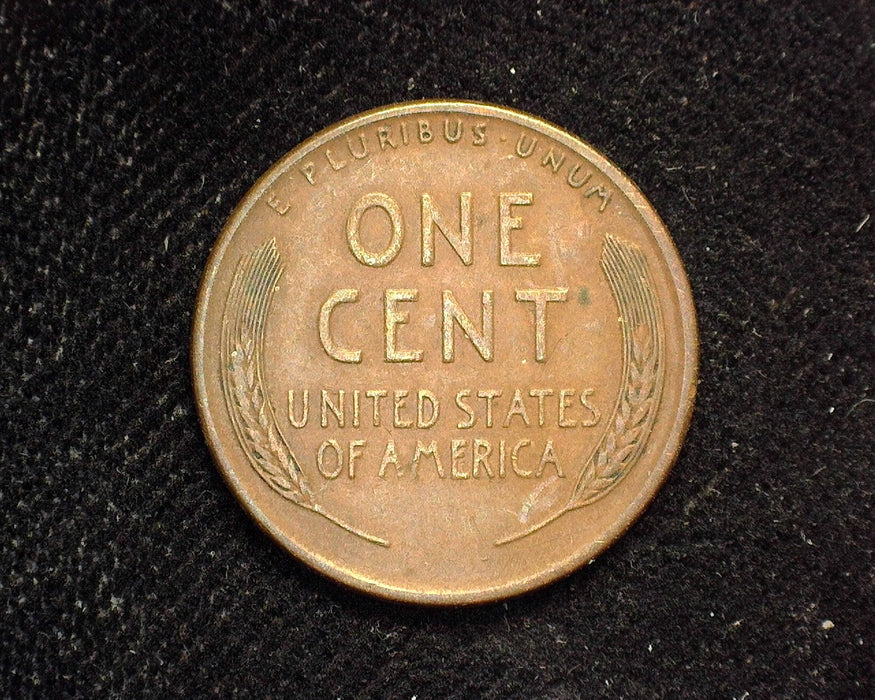 E PLURIBUS · UNUM
ONE
CENT
UNITED STATES
OF AMERICA